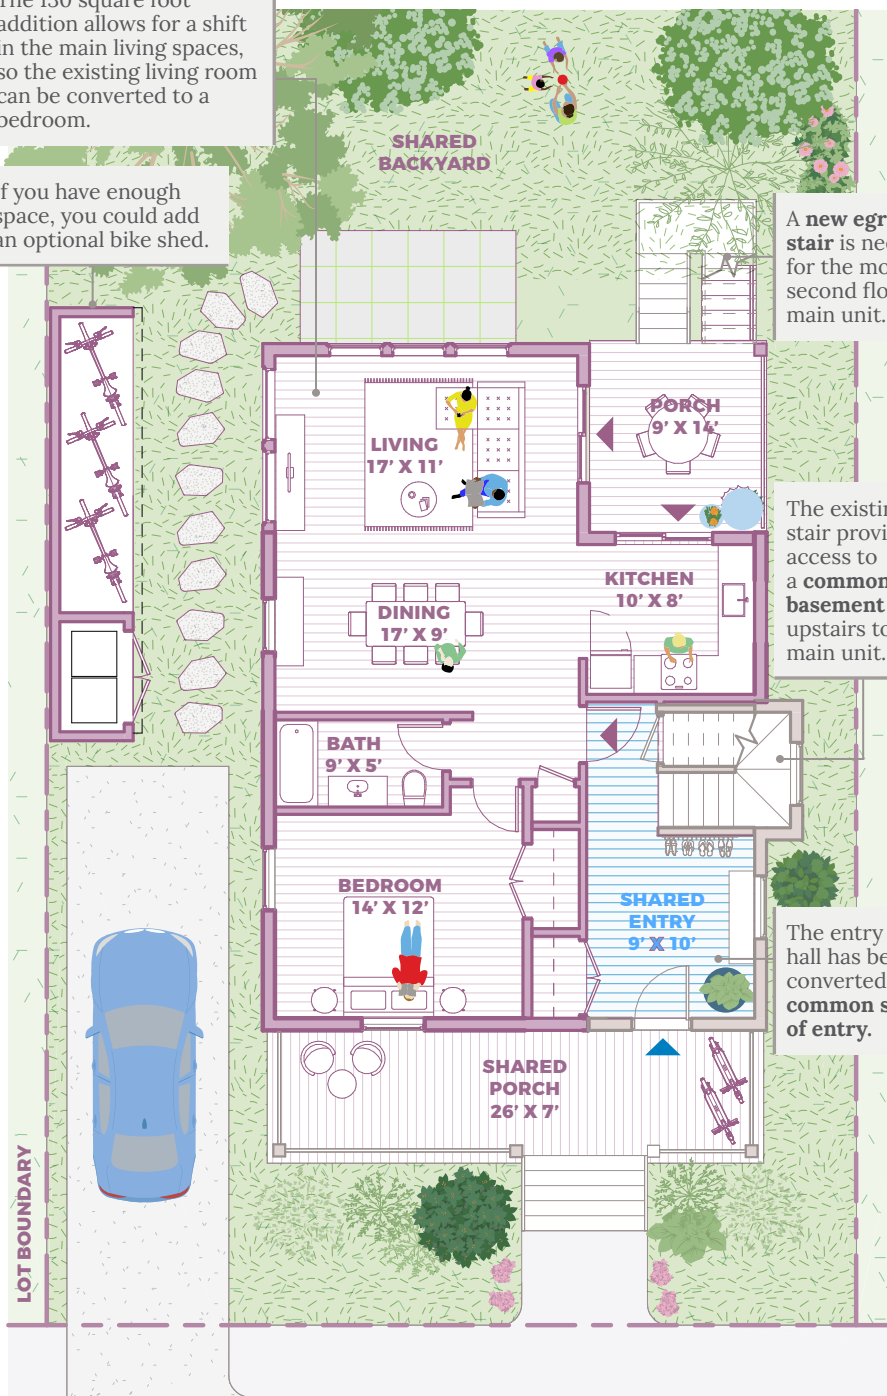 The 130 square foot
addition allows for a shift
in the main living spaces,
so the existing living room
can be converted to a
bedroom.
f you have enough
space, you could add
an optional bike shed.
SHARED
BACKYARD
A new egr
stair is nee
for the mo
second flo
main unit.
PORCH
9’ X 14’
LIVING
17’ X 11’
The existin
stair provi
access to
a common
basement
upstairs to
main unit.
KITCHEN
10’ X 8’
DINING
17’ X 9’
BATH
9’ X 5’
BEDROOM
14’ X 12’
SHARED
ENTRY
9’ X 10’
The entry
hall has be
converted
common s
of entry.
SHARED
PORCH
26’ X 7’
LOT BOUNDARY